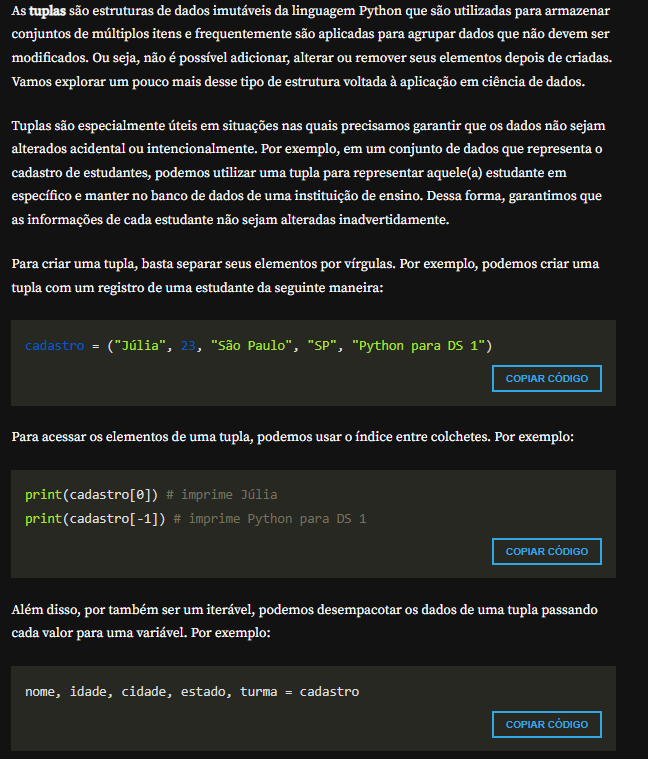 As tuplas são estruturas de dados imutáveis da linguagem Python que são utilizadas para armazenar
conjuntos de múltiplos itens e frequentemente são aplicadas para agrupar dados que não devem ser
modificados. Ou seja, não é possível adicionar, alterar ou remover seus elementos depois de criadas.
Vamos explorar um pouco mais desse tipo de estrutura voltada à aplicação em ciência de dados.
Tuplas são especialmente úteis em situações nas quais precisamos garantir que os dados não sejam
alterados acidental ou intencionalmente. Por exemplo, em um conjunto de dados que representa o
cadastro de estudantes, podemos utilizar uma tupla para representar aquele(a) estudante em
específico e manter no banco de dados de uma instituição de ensino. Dessa forma, garantimos que
as informações de cada estudante não sejam alteradas inadvertidamente.
Para criar uma tupla, basta separar seus elementos por vírgulas. Por exemplo, podemos criar uma
tupla com um registro de uma estudante da seguinte maneira:
cadastro = ("Júlia", 23, "São Paulo", "SP", "Python para DS 1")
COPIAR CÓDIGO
Para acessar os elementos de uma tupla, podemos usar o índice entre colchetes. Por exemplo:
print(cadastro[0]) # imprime Júlia
print(cadastro[-1]) # imprime Python para DS 1
COPIAR CÓDIGO
Além disso, por também ser um iterável, podemos desempacotar os dados de uma tupla passando
cada valor para uma variável. Por exemplo:
nome, idade, cidade, estado, turma = cadastro
COPIAR CÓDIGO